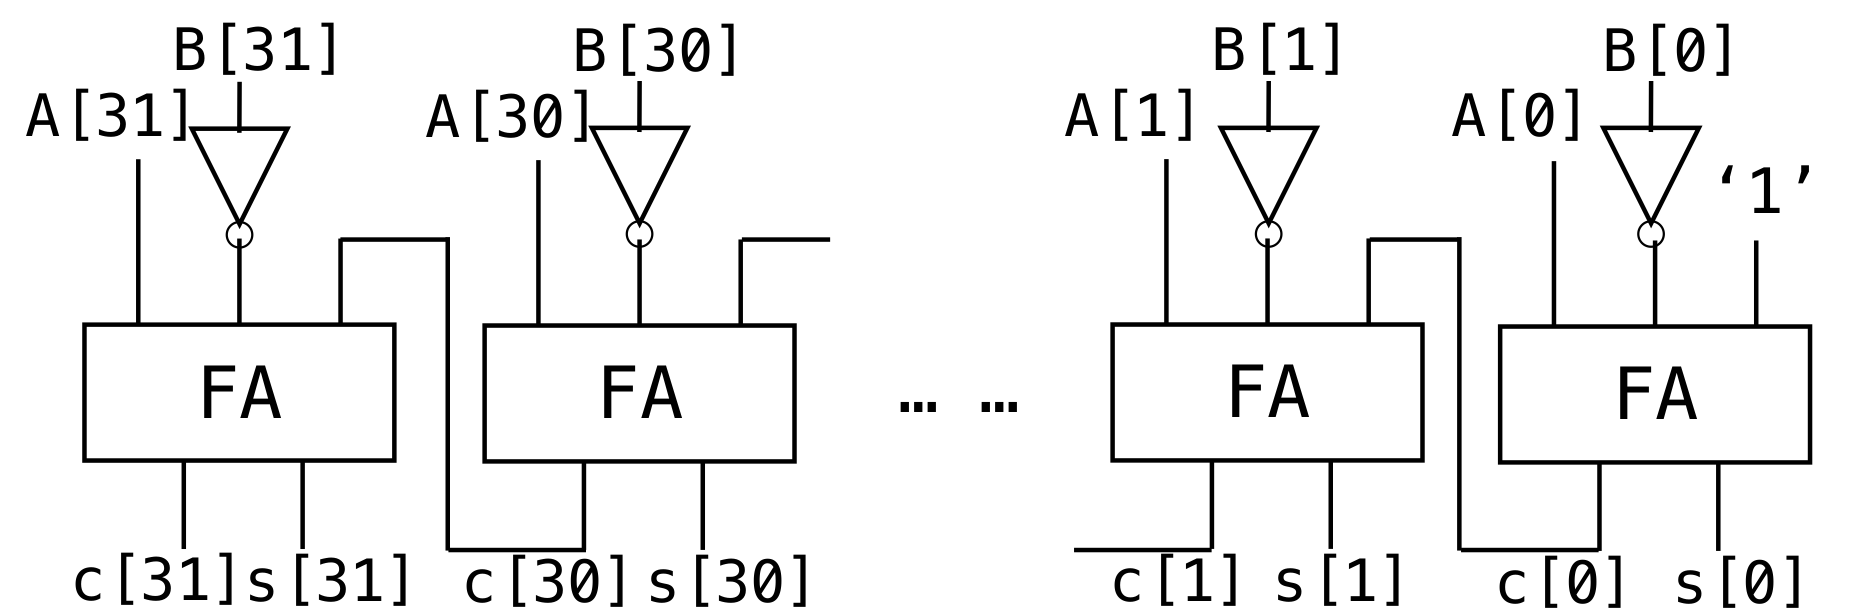 B[31] B[30] B[1] B[0]
A[31] A[30] A[1] A[0]
‘1’
FA FA … … FA FA
c[31] s[31] c[30] s[30] c[1] s[1] c[0] s[0]